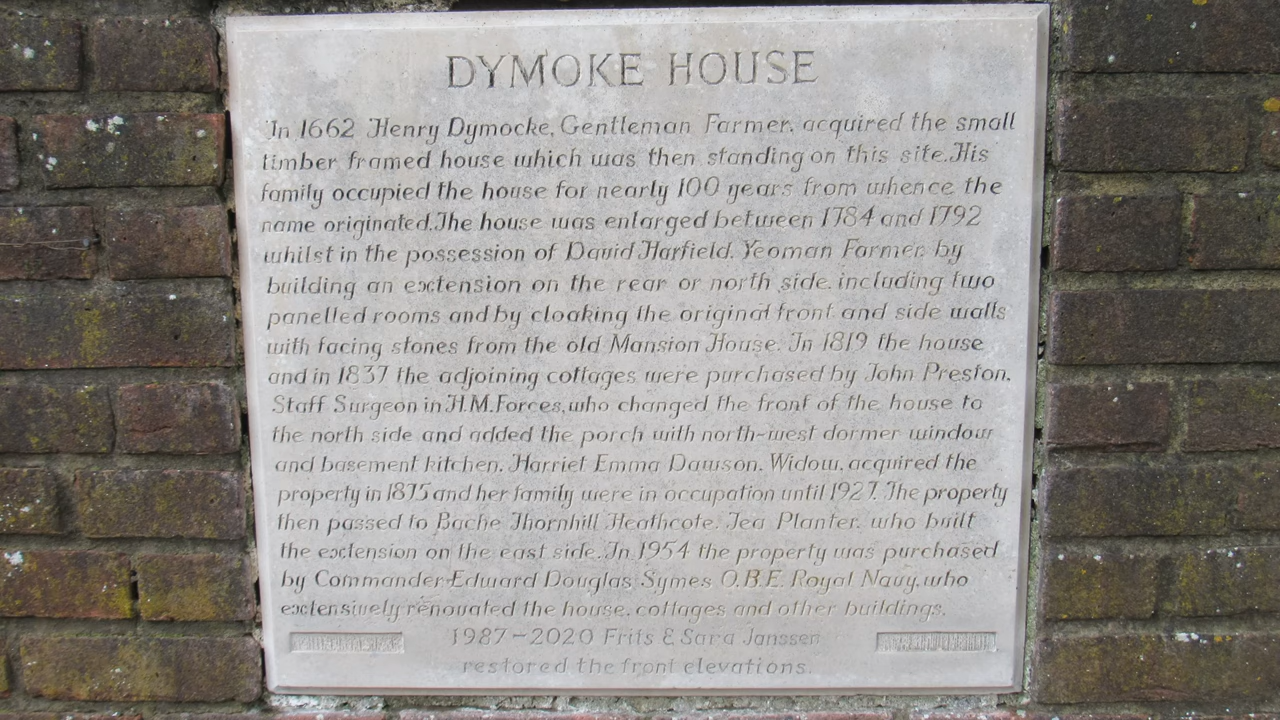 DYMOKE HOUSE
In 1662 Henry Dymocke, Gentleman Farmer, acquired the small
timber framed house which was then standing on this site. His
family occupied the house for nearly 100 years from whence the
name originated. The house was enlarged between 1784 and 1792
whilst in the possession of David Harfield, Yeoman Farmer, by
building an extension on the rear or north side, including two
panelled rooms and by cloaking the original front and side walls
with facing stones from the old Mansion House. In 1819 the house
and in 1837 the adjoining cottages were purchased by John Preston,
Staff Surgeon in H.M.Forces, who changed the front of the house to
the north side and added the porch with north-west dormer window
and basement kitchen. Harriet Emma Dawson, Widow, acquired the
property in 1875 and her family were in occupation until 1927. The property
then passed to Bache Thornhill Heathcote, Tea Planter, who built
the extension on the east side. In 1954 the property was purchased
by Commander Edward Douglas Symes O.B.E. Royal Navy, who
extensively renovated the house, cottages and other buildings.
1987-2020 Frits & Sara Janssen
restored the front elevations.